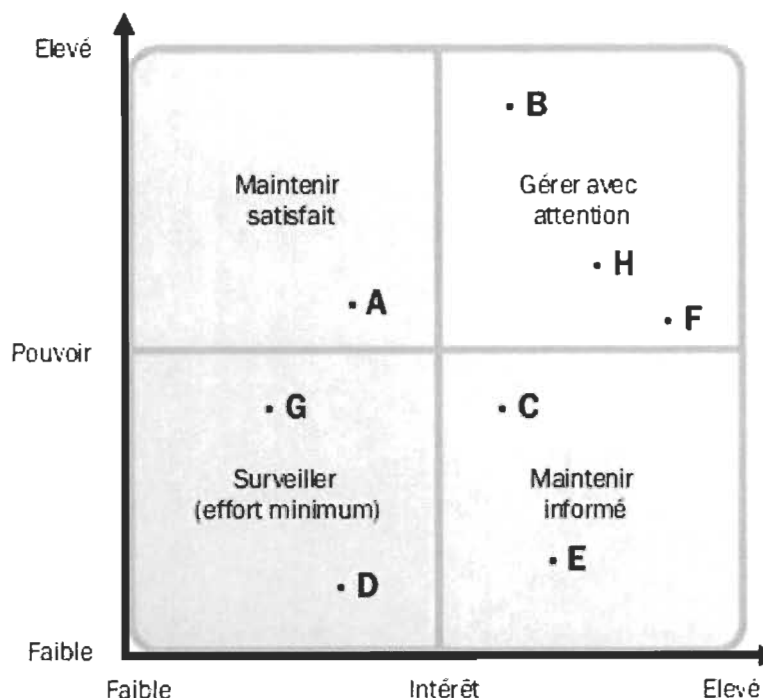 Elevé
B
Maintenir
satisfait
Gérer avec
attention
H
A
F
Pouvoir
G
C
Surveiller
(effort minimum)
Maintenir
informé
E
D
Faible
Faible
Intérêt
Elevé